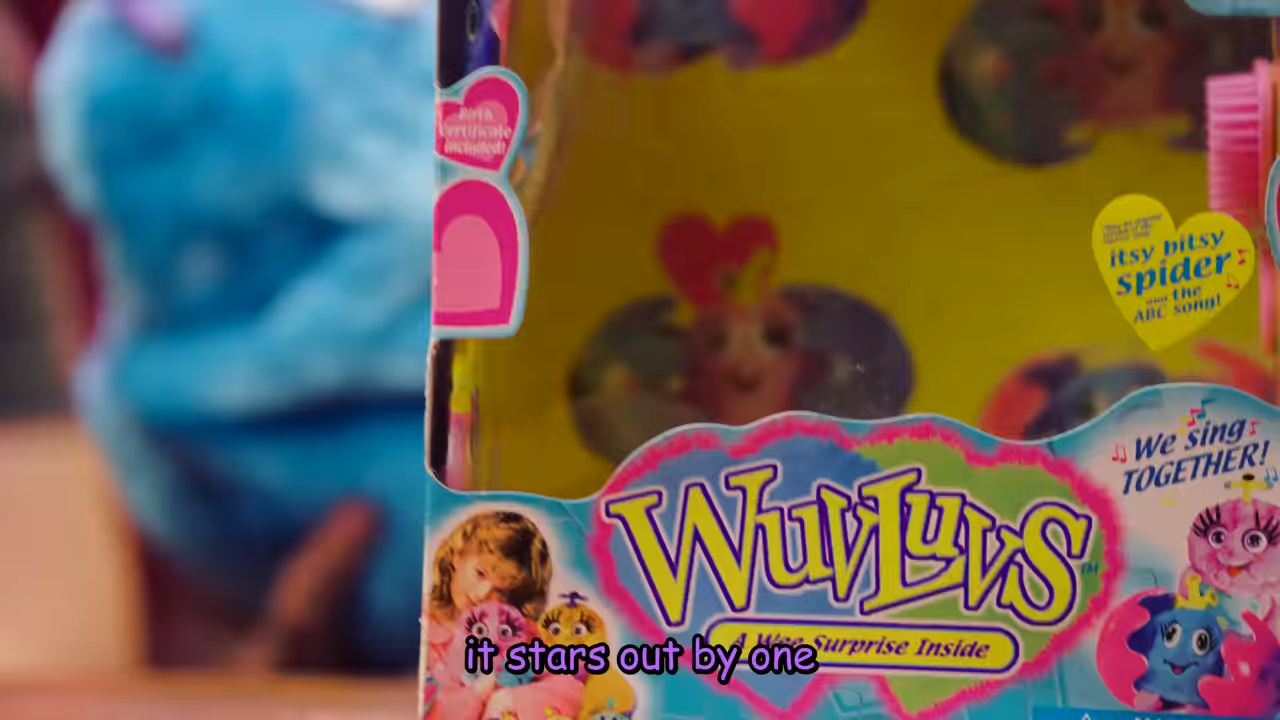 Birth
Certificate
included!
itsy bitsy
spider
and the
ABC song!
We sing
TOGETHER!
WuvLuvs™
A Wee Surprise Inside
it stars out by one